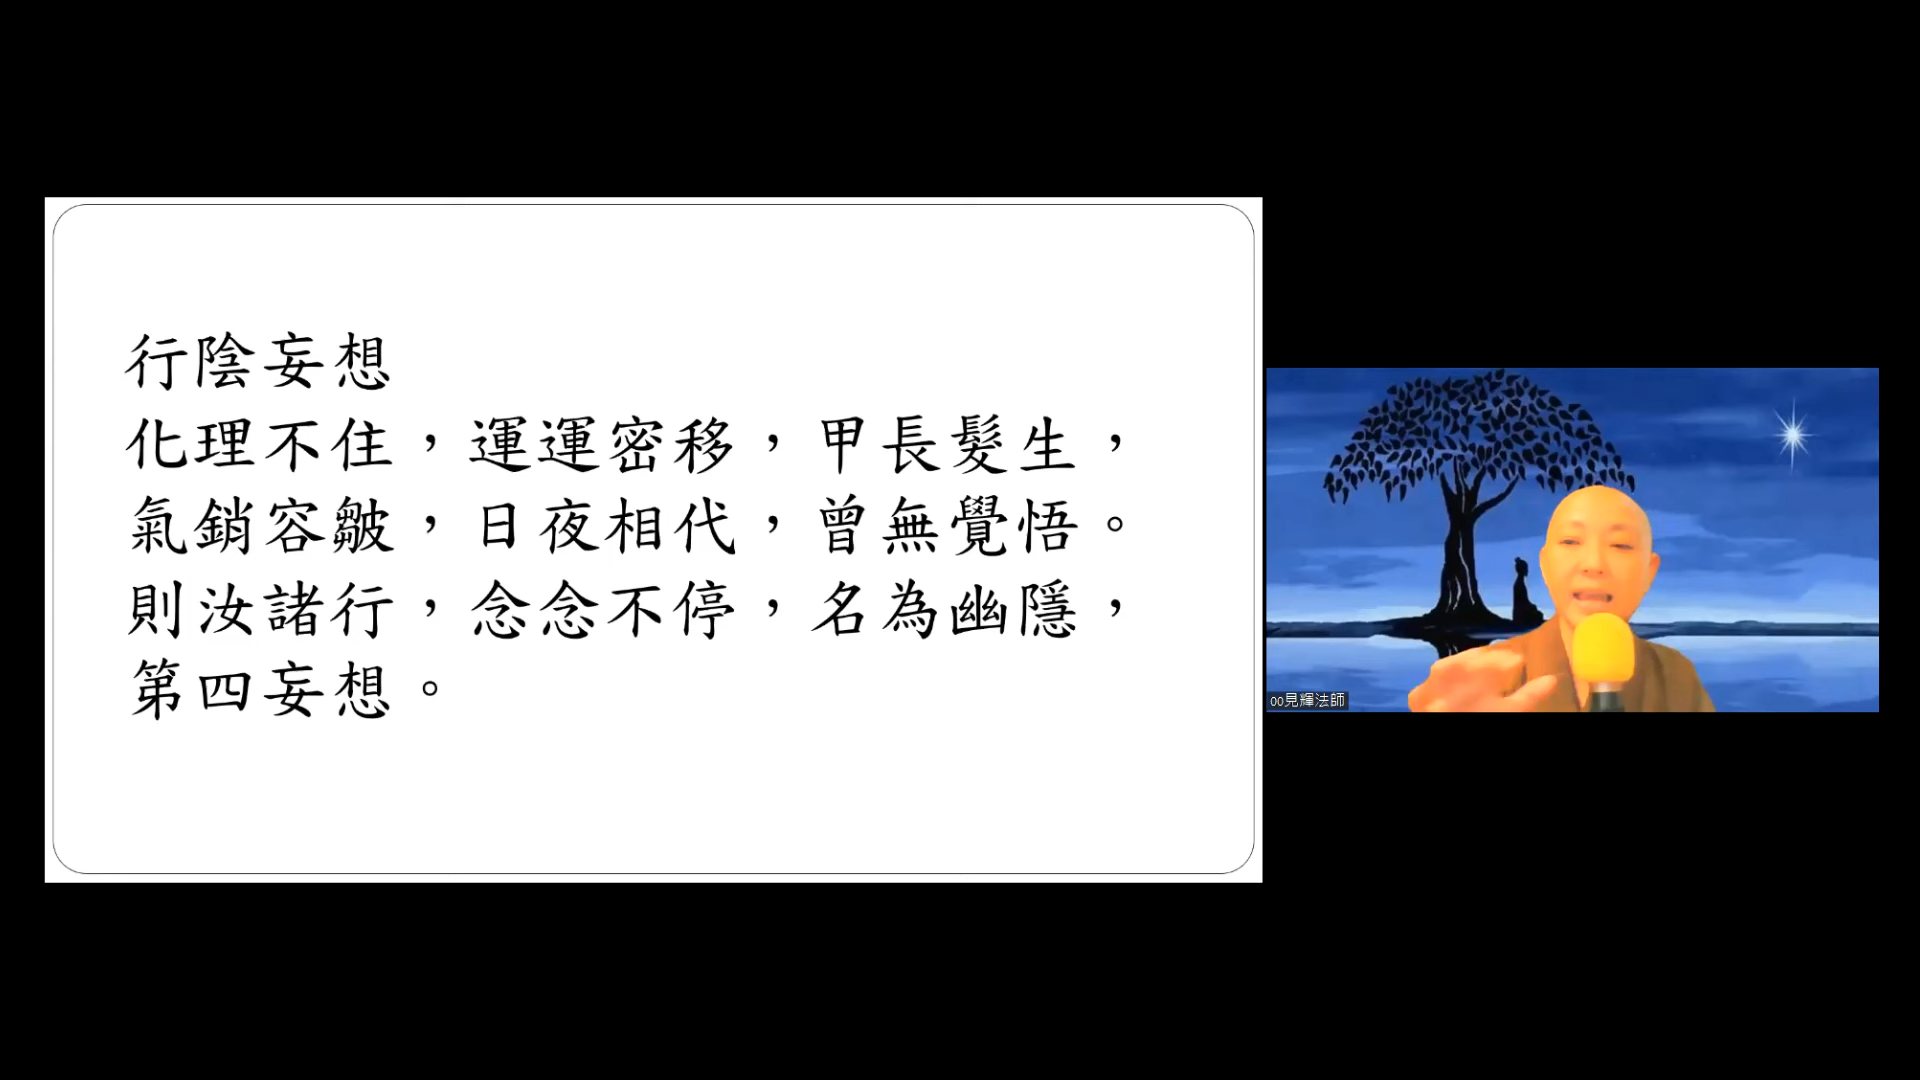 行陰妄想
化理不住，運運密移，甲長髮生，
氣銷容皺，日夜相代，曾無覺悟。
則汝諸行，念念不停，名為幽隱，
第四妄想。
oo見輝法師